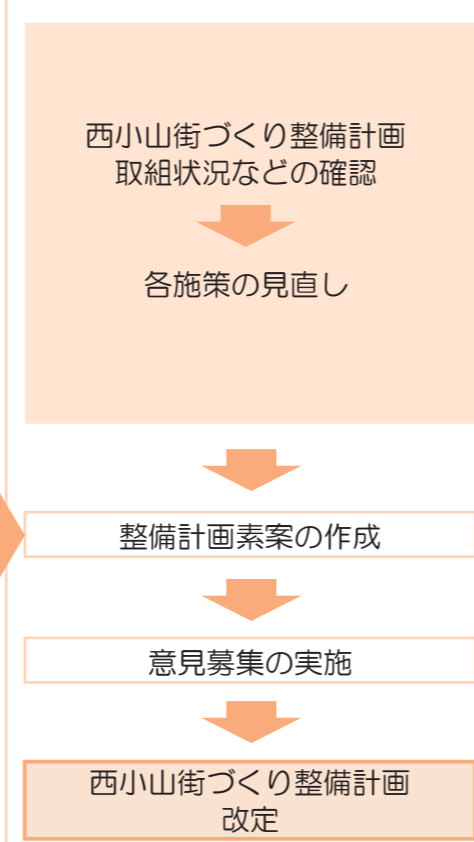 西小山街づくり整備計画
取組状況などの確認
各施策の見直し
整備計画素案の作成
意見募集の実施
西小山街づくり整備計画
改定